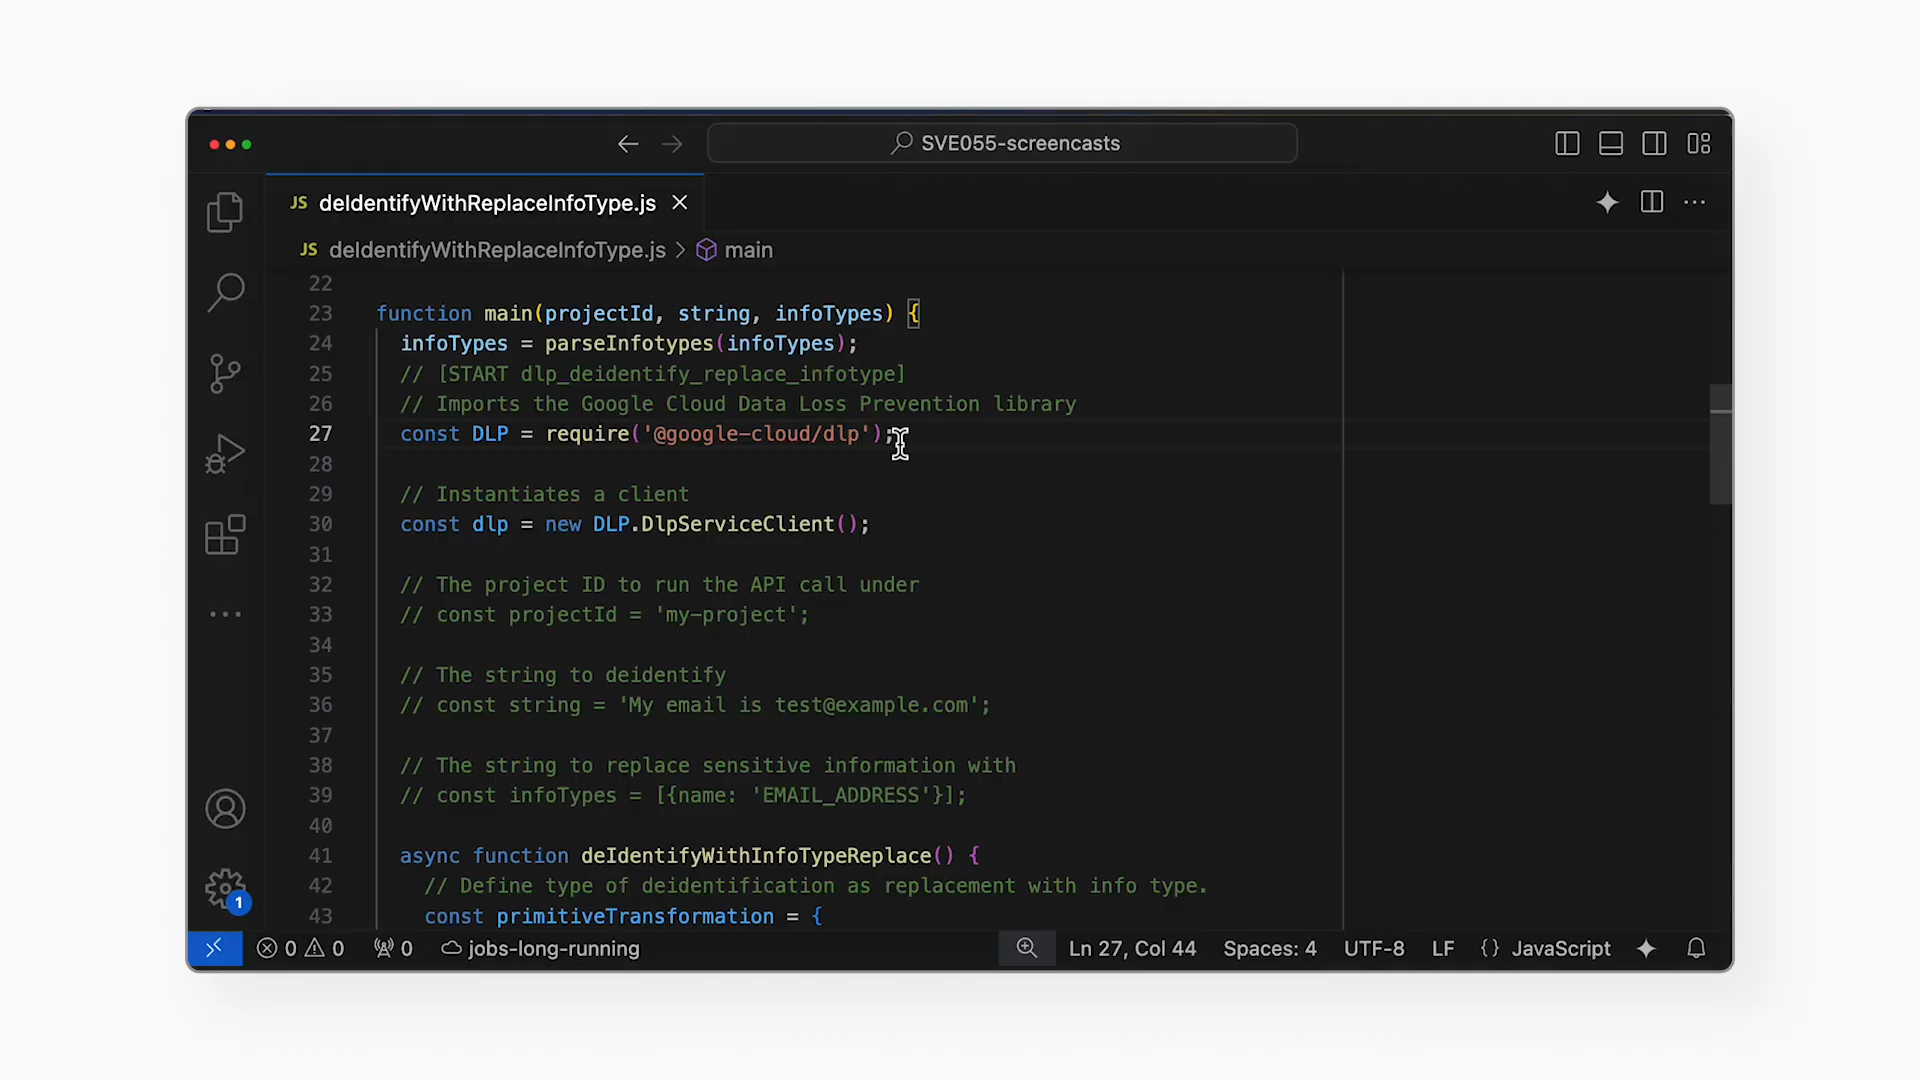 SVE055-screencasts
JS deIdentifyWithReplaceInfoType.js
JS deIdentifyWithReplaceInfoType.js > main
22
23 function main(projectId, string, infoTypes) {
24 infoTypes = parseInfotypes(infoTypes);
25 // [START dlp_deidentify_replace_infotype]
26 // Imports the Google Cloud Data Loss Prevention library
27 const DLP = require('@google-cloud/dlp');
28
29 // Instantiates a client
30 const dlp = new DLP.DlpServiceClient();
31
32 // The project ID to run the API call under
33 // const projectId = 'my-project';
34
35 // The string to deidentify
36 // const string = 'My email is test@example.com';
37
38 // The string to replace sensitive information with
39 // const infoTypes = [{name: 'EMAIL_ADDRESS'}];
40
41 async function deIdentifyWithInfoTypeReplace() {
42 // Define type of deidentification as replacement with info type.
43 const primitiveTransformation = {
1
0 0 0 jobs-long-running Ln 27, Col 44 Spaces: 4 UTF-8 LF {} JavaScript